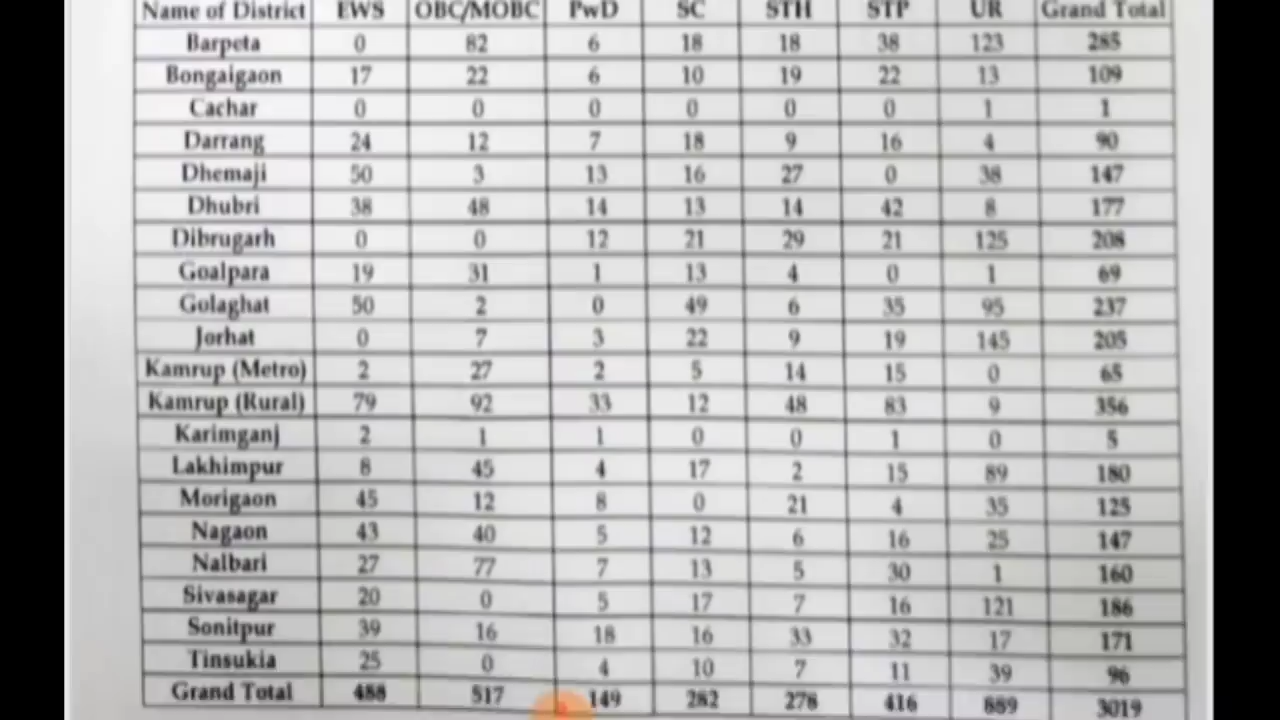 Name of District EWS OBC/MOBC PwD SC STH STP UR Grand Total
Barpeta 0 82 6 18 18 38 123 285
Bongaigaon 17 22 6 10 19 22 13 109
Cachar 0 0 0 0 0 0 1 1
Darrang 24 12 7 18 9 16 4 90
Dhemaji 50 3 13 16 27 0 38 147
Dhubri 38 48 14 13 14 42 8 177
Dibrugarh 0 0 12 21 29 21 125 208
Goalpara 19 31 1 13 4 0 1 69
Golaghat 50 2 0 49 6 35 95 237
Jorhat 0 7 3 22 9 19 145 205
Kamrup (Metro) 2 27 2 5 14 15 0 65
Kamrup (Rural) 79 92 33 12 48 83 9 356
Karimganj 2 1 1 0 0 1 0 5
Lakhimpur 8 45 4 17 2 15 89 180
Morigaon 45 12 8 0 21 4 35 125
Nagaon 43 40 5 12 6 16 25 147
Nalbari 27 77 7 13 5 30 1 160
Sivasagar 20 0 5 17 7 16 121 186
Sonitpur 39 16 18 16 33 32 17 171
Tinsukia 25 0 4 10 7 11 39 96
Grand Total 488 517 149 282 278 416 889 3019